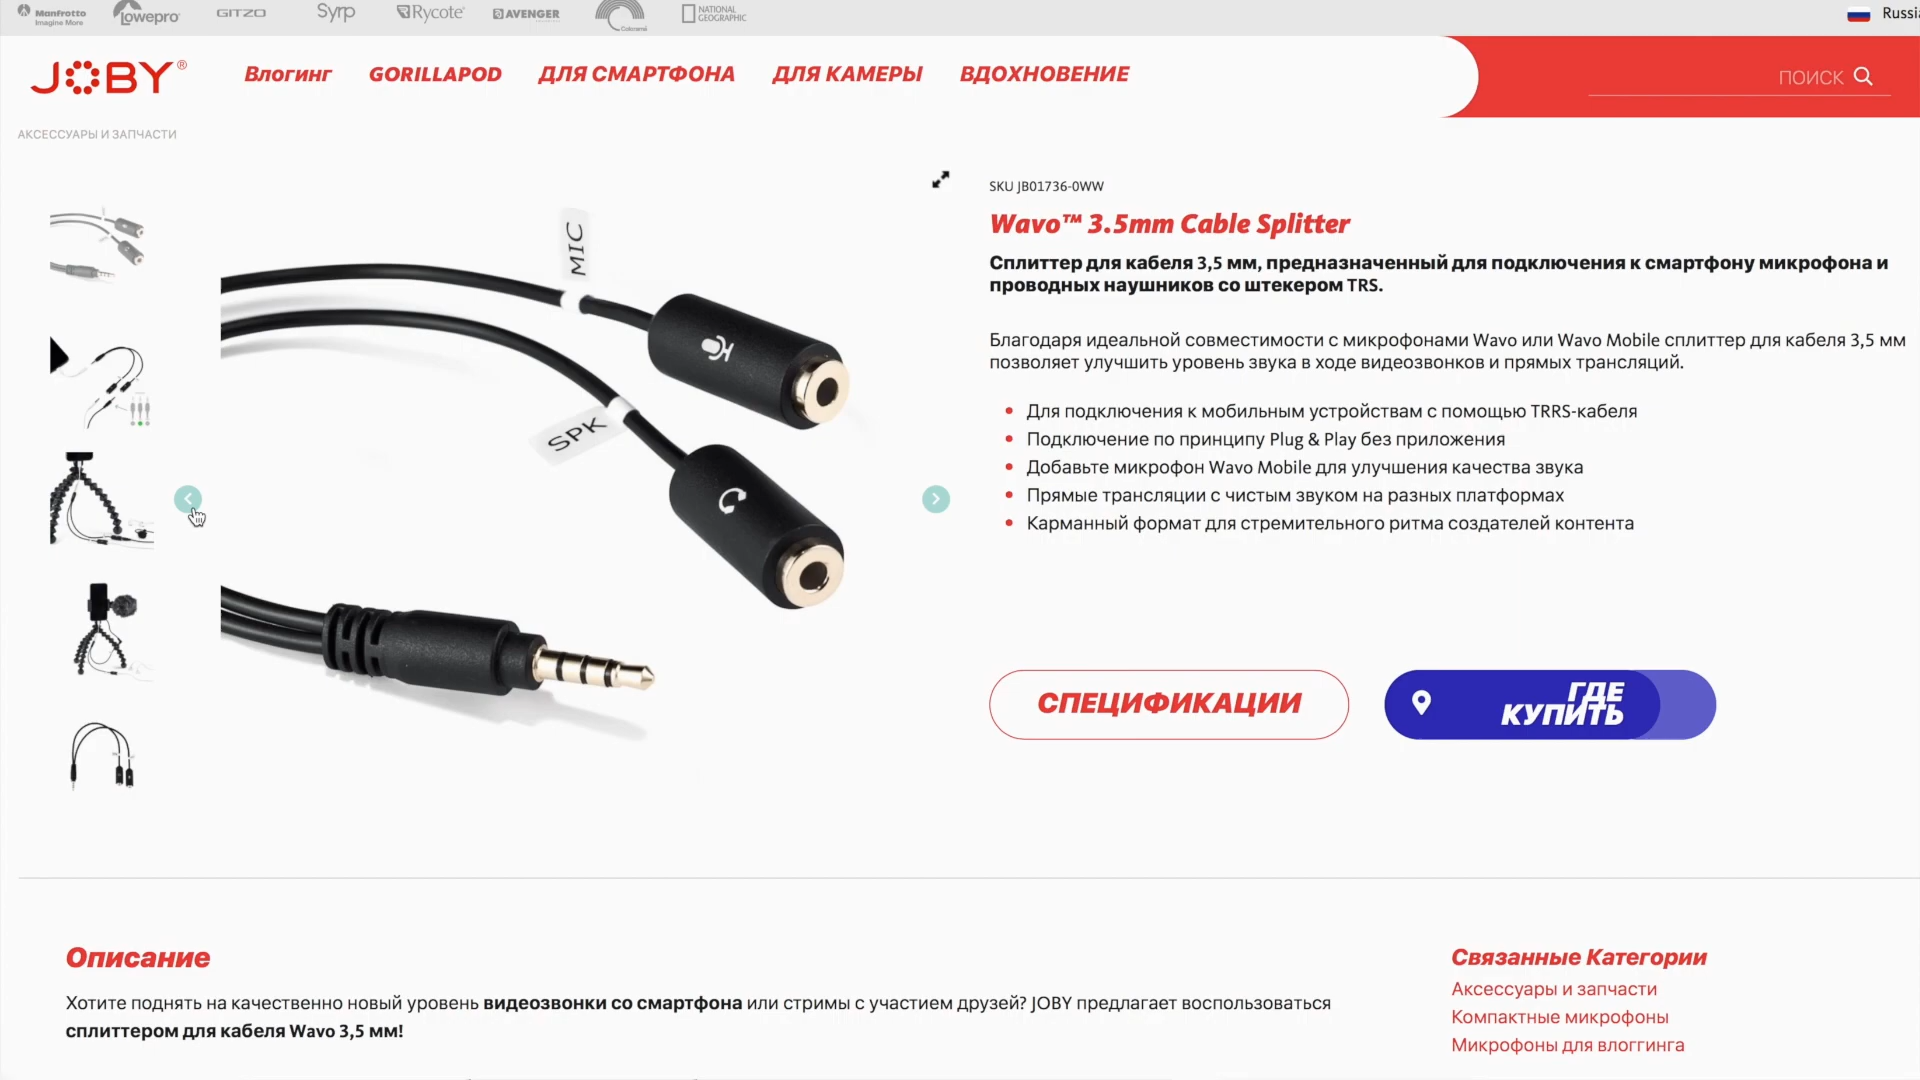 Manfrotto
Imagine More
Lowepro
GITZO
Syrp
Rycote®
AVENGER
Colorama
NATIONAL
GEOGRAPHIC
Russia
JOBY®
Влогинг
GORILLAPOD
ДЛЯ СМАРТФОНА
ДЛЯ КАМЕРЫ
ВДОХНОВЕНИЕ
ПОИСК
АКСЕССУАРЫ И ЗАПЧАСТИ
MIC
SPK
SKU JB01736-0WW
Wavo™ 3.5mm Cable Splitter
Сплиттер для кабеля 3,5 мм, предназначенный для подключения к смартфону микрофона и
проводных наушников со штекером TRS.
Благодаря идеальной совместимости с микрофонами Wavo или Wavo Mobile сплиттер для кабеля 3,5 мм
позволяет улучшить уровень звука в ходе видеозвонков и прямых трансляций.
Для подключения к мобильным устройствам с помощью TRRS-кабеля
Подключение по принципу Plug & Play без приложения
Добавьте микрофон Wavo Mobile для улучшения качества звука
Прямые трансляции с чистым звуком на разных платформах
Карманный формат для стремительного ритма создателей контента
СПЕЦИФИКАЦИИ
ГДЕ
КУПИТЬ
Описание
Хотите поднять на качественно новый уровень видеозвонки со смартфона или стримы с участием друзей? JOBY предлагает воспользоваться
сплиттером для кабеля Wavo 3,5 мм!
Связанные Категории
Аксессуары и запчасти
Компактные микрофоны
Микрофоны для влоггинга